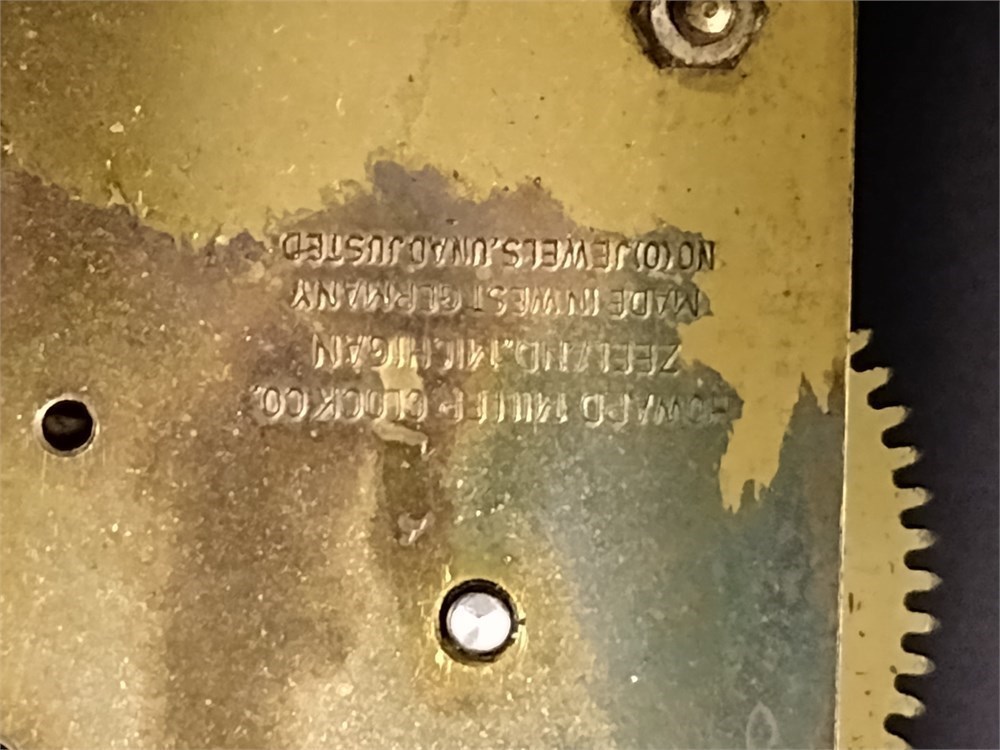 HOWARD MILLER CLOCK CO.
ZEELAND, MICHIGAN
MADE IN WEST GERMANY
NO(0)JEWELS,UNADJUSTED